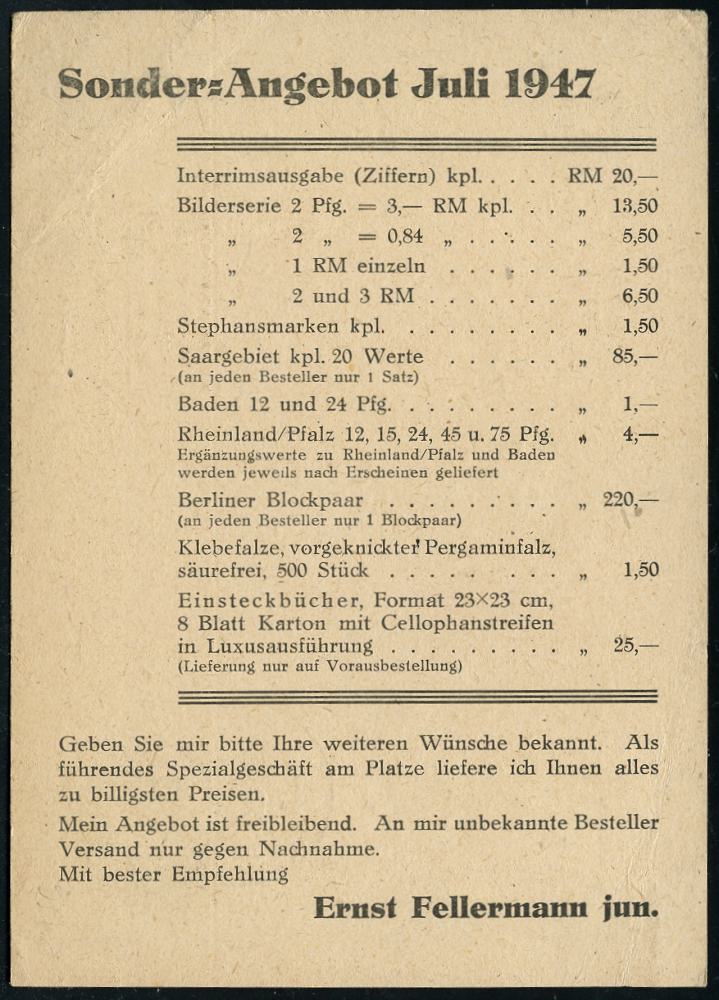 Sonder=Angebot Juli 1947
Interrimsausgabe (Ziffern) kpl. . . . . RM 20,—
Bilderserie 2 Pfg. = 3,— RM kpl. . . „ 13,50
„ 2 „ = 0,84 „ . . . . . „ 5,50
„ 1 RM einzeln . . . . . . „ 1,50
„ 2 und 3 RM . . . . . . . „ 6,50
Stephansmarken kpl. . . . . . . . . „ 1,50
Saargebiet kpl. 20 Werte . . . . . . „ 85,—
(an jeden Besteller nur 1 Satz)
Baden 12 und 24 Pfg. . . . . . . . . „ 1,—
Rheinland/Pfalz 12, 15, 24, 45 u. 75 Pfg. „ 4,—
Ergänzungswerte zu Rheinland/Pfalz und Baden
werden jeweils nach Erscheinen geliefert
Berliner Blockpaar . . . . . . . . . „ 220,—
(an jeden Besteller nur 1 Blockpaar)
Klebefalze, vorgeknickter Pergaminfalz,
säurefrei, 500 Stück . . . . . . . . . „ 1,50
Einsteckbücher, Format 23×23 cm,
8 Blatt Karton mit Cellophanstreifen
in Luxusausführung . . . . . . . . . „ 25,—
(Lieferung nur auf Vorausbestellung)
Geben Sie mir bitte Ihre weiteren Wünsche bekannt. Als
führendes Spezialgeschäft am Platze liefere ich Ihnen alles
zu billigsten Preisen.
Mein Angebot ist freibleibend. An mir unbekannte Besteller
Versand nur gegen Nachnahme.
Mit bester Empfehlung
Ernst Fellermann jun.